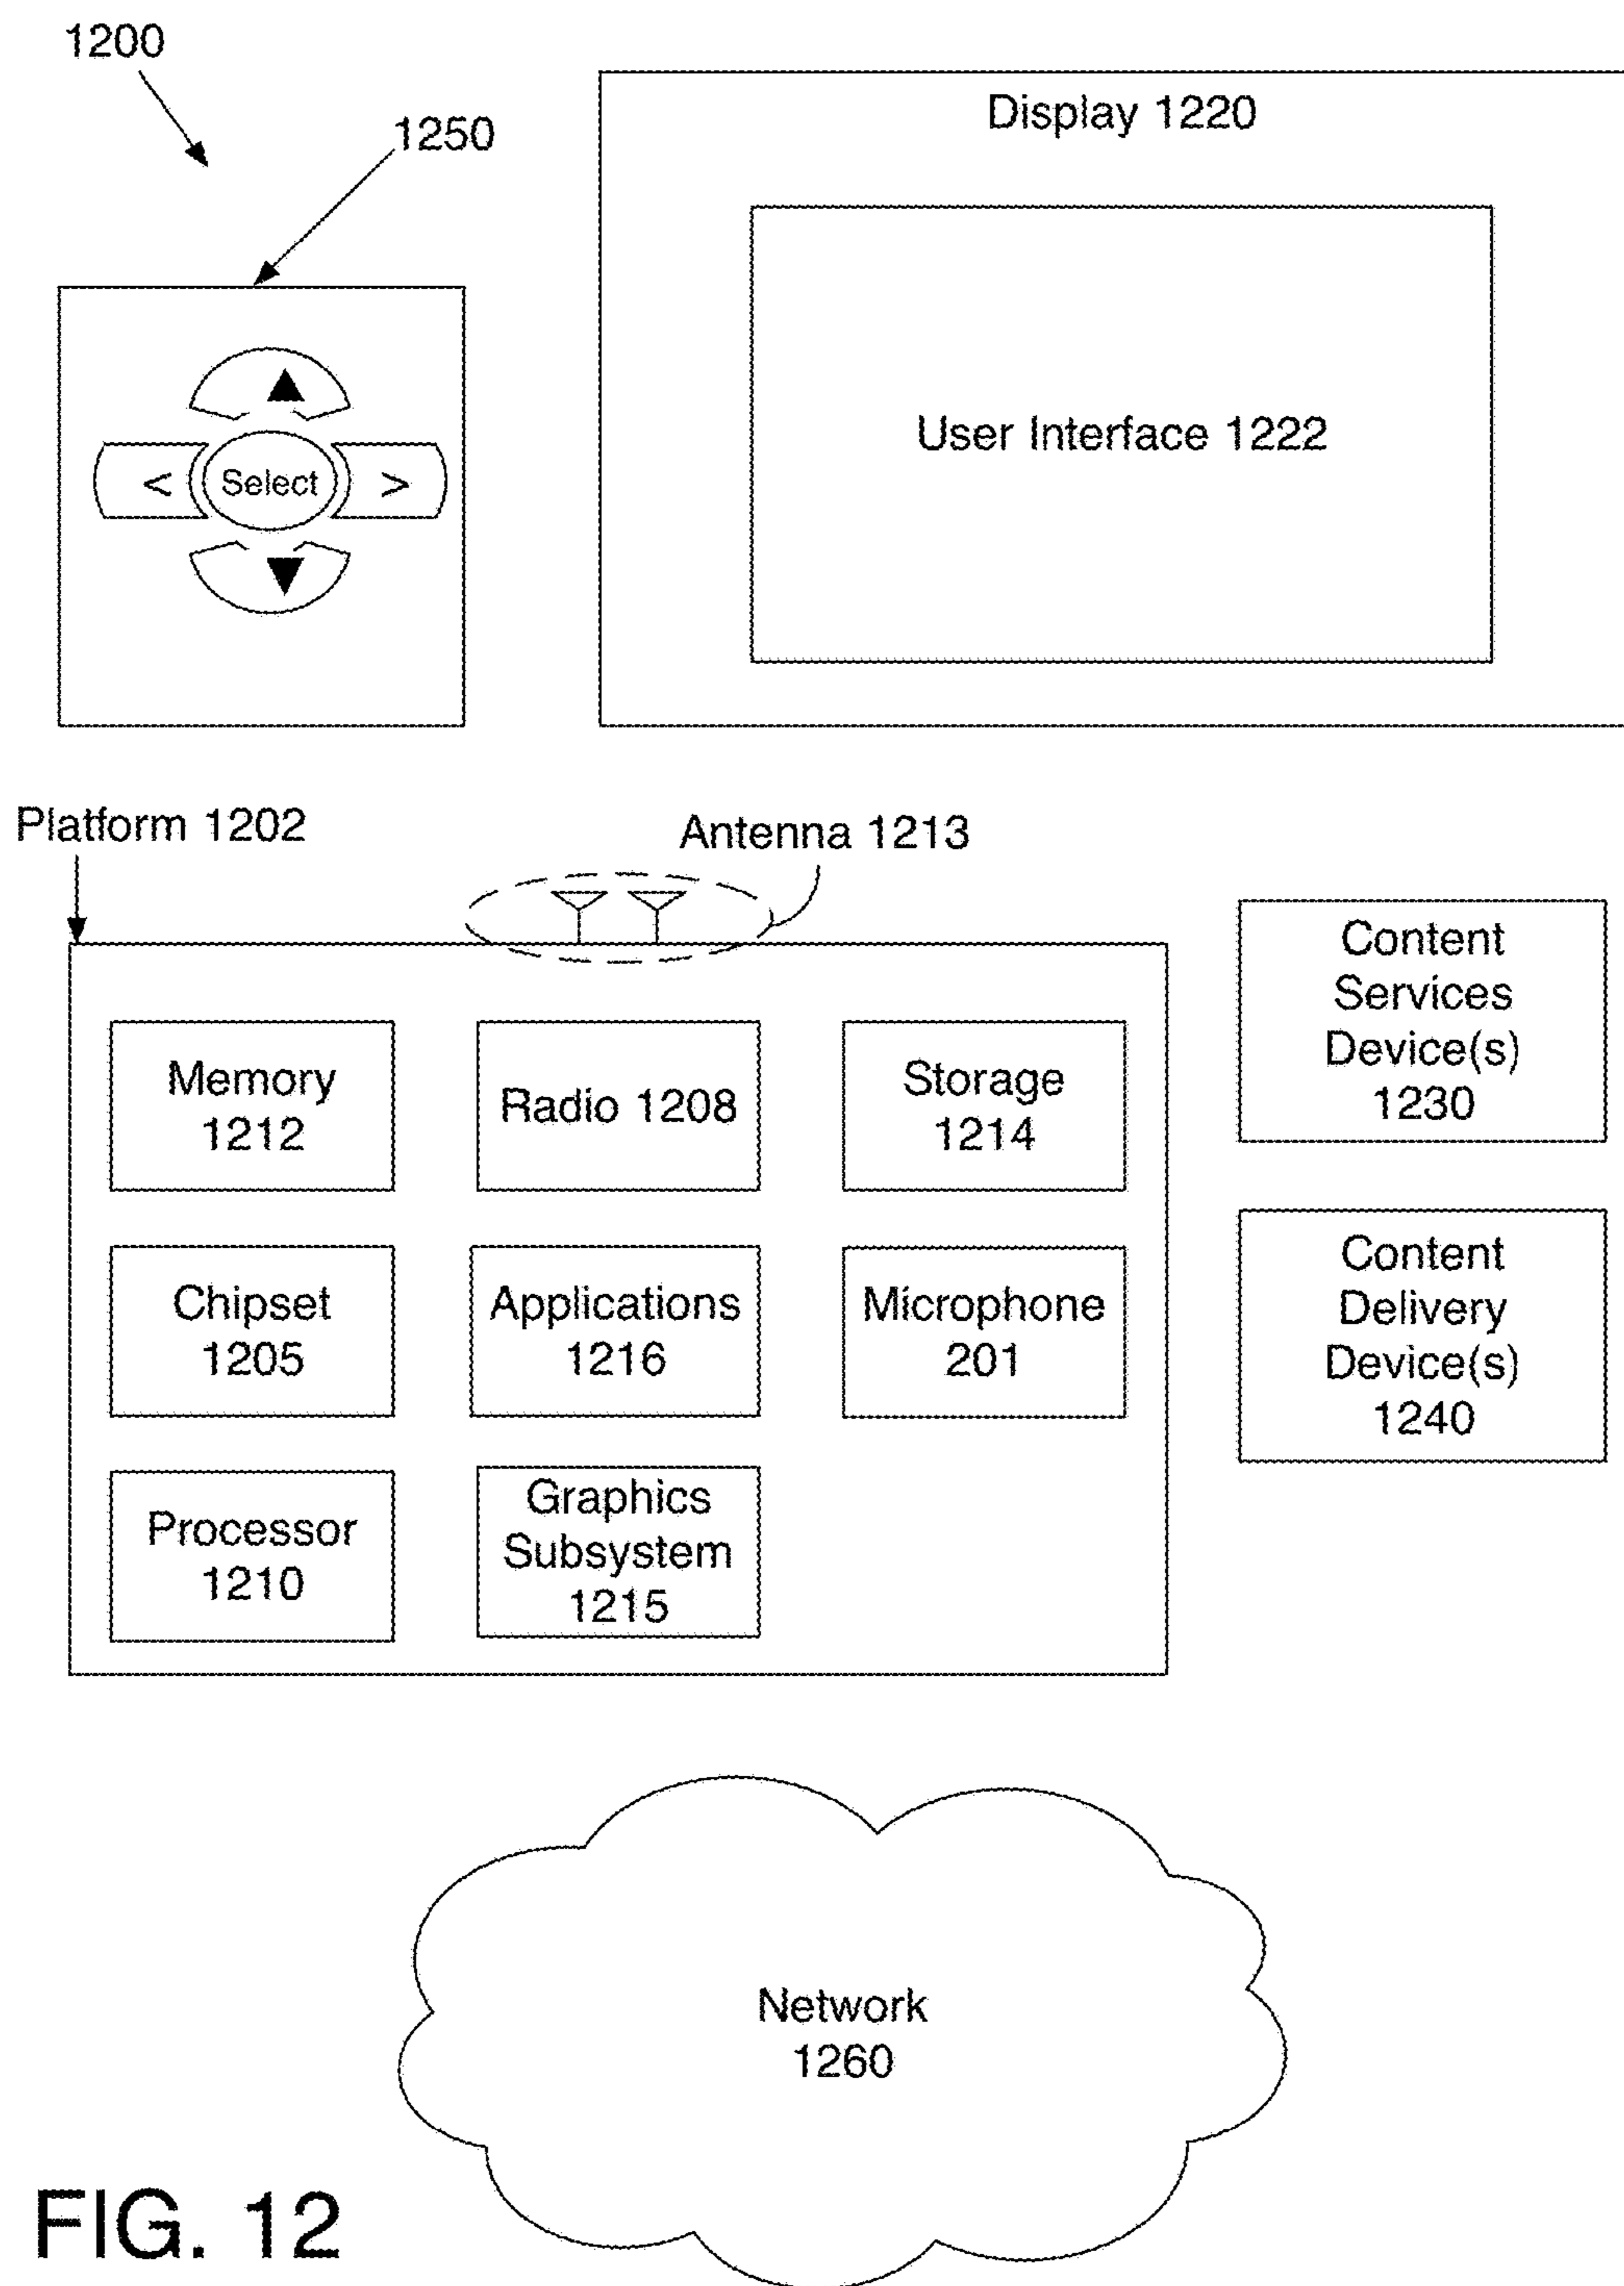 1200
1250
Display 1220
User Interface 1222
<
Select
>
Platform 1202
Antenna 1213
Memory
1212
Radio 1208
Storage
1214
Chipset
1205
Applications
1216
Microphone
201
Processor
1210
Graphics
Subsystem
1215
Content
Services
Device(s)
1230
Content
Delivery
Device(s)
1240
Network
1260
FIG. 12